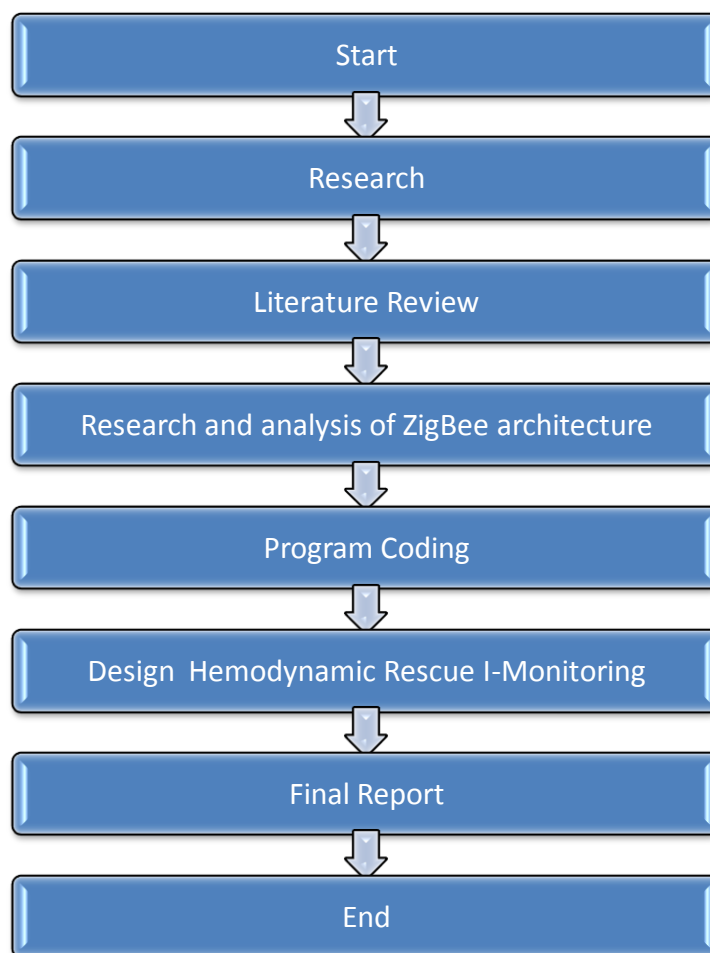 Start
Research
Literature Review
Research and analysis of ZigBee architecture
Program Coding
Design  Hemodynamic Rescue I-Monitoring
Final Report
End